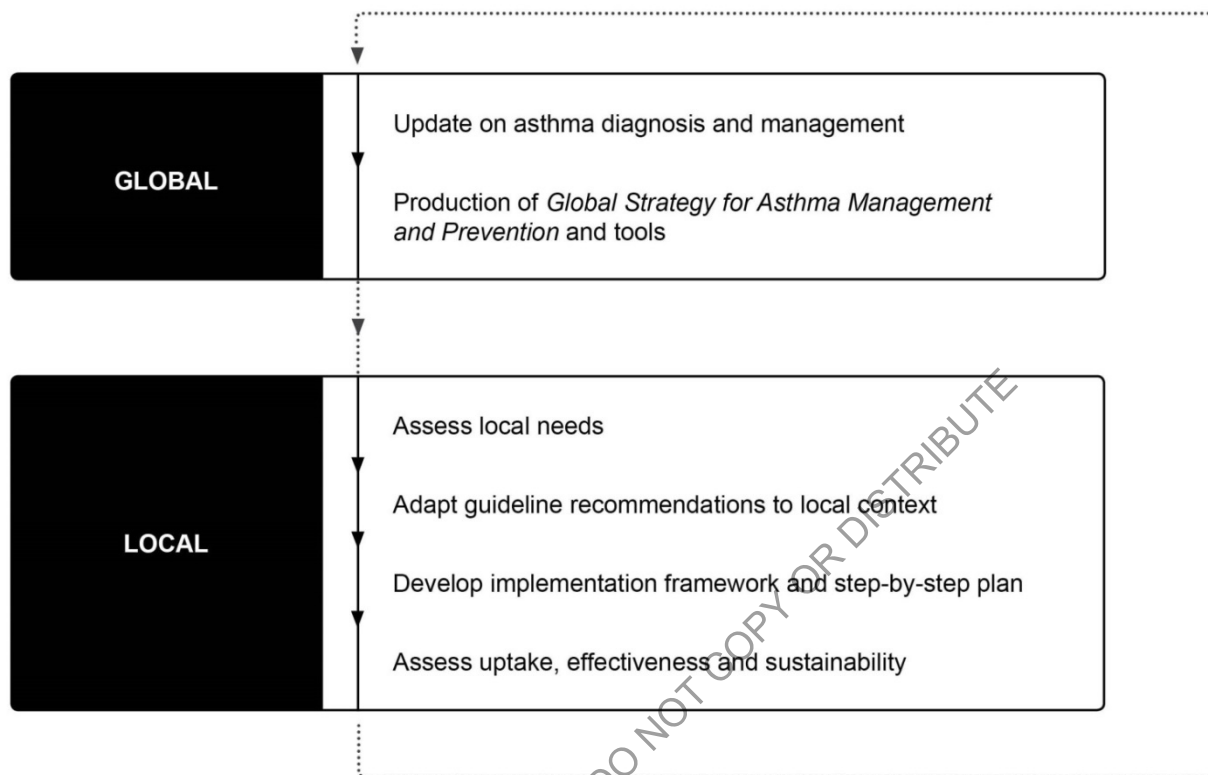 GLOBAL
Update on asthma diagnosis and management
Production of Global Strategy for Asthma Management
and Prevention and tools
LOCAL
Assess local needs
Adapt guideline recommendations to local context
Develop implementation framework and step-by-step plan
Assess uptake, effectiveness and sustainability
DO NOT COPY OR DISTRIBUTE